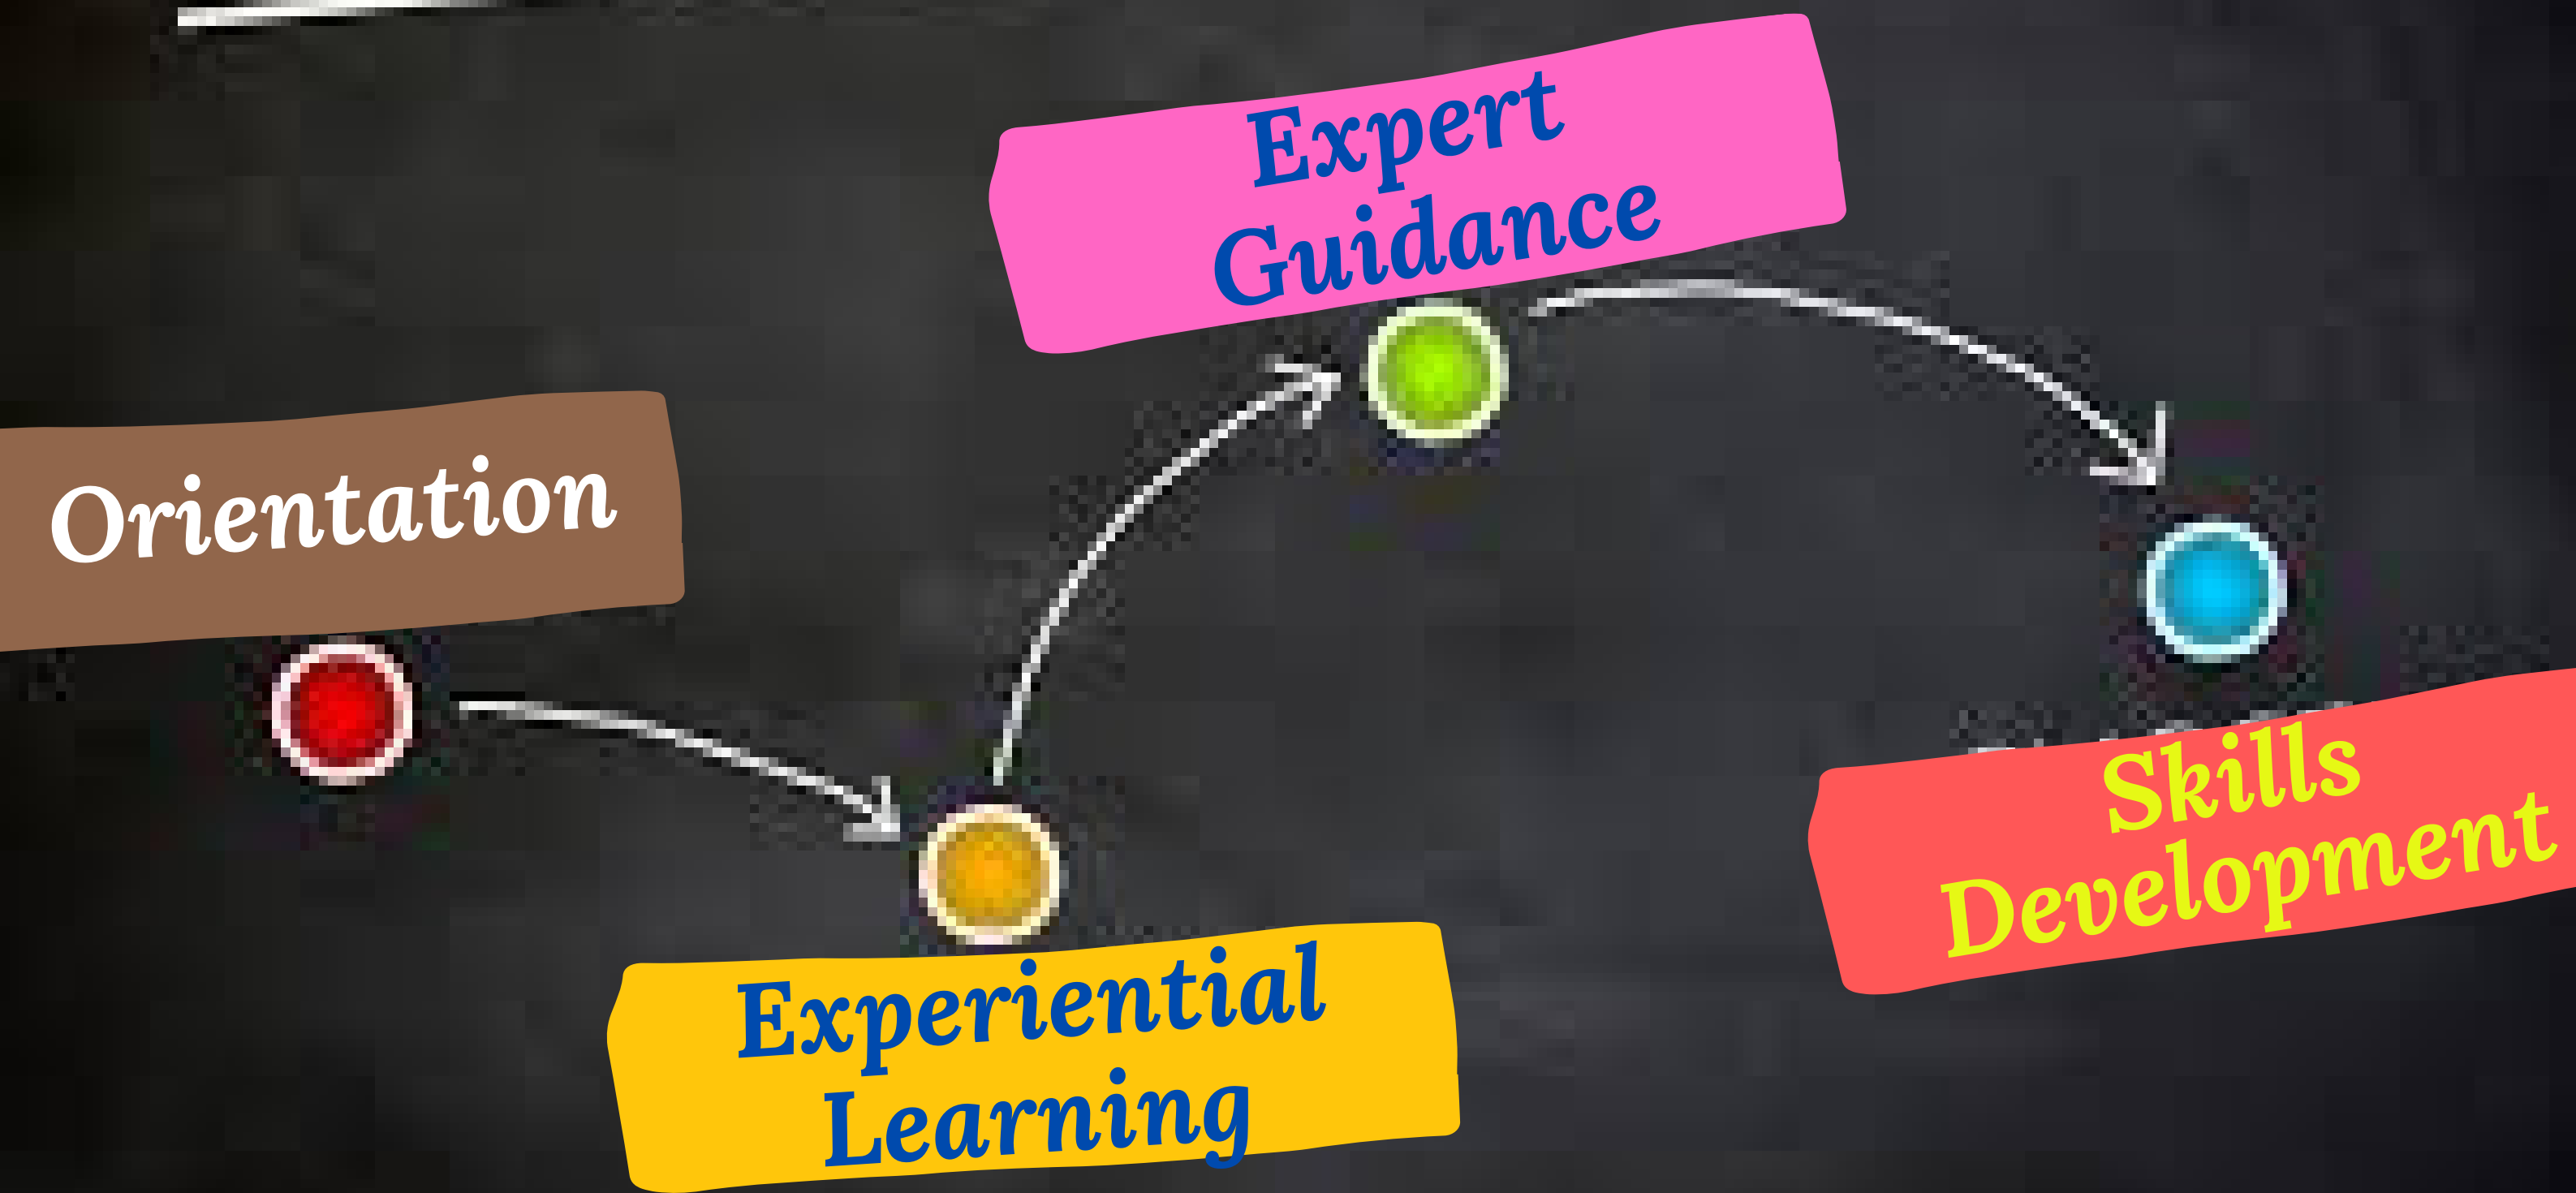 Orientation
Experiential
Learning
Expert
Guidance
Skills
Development